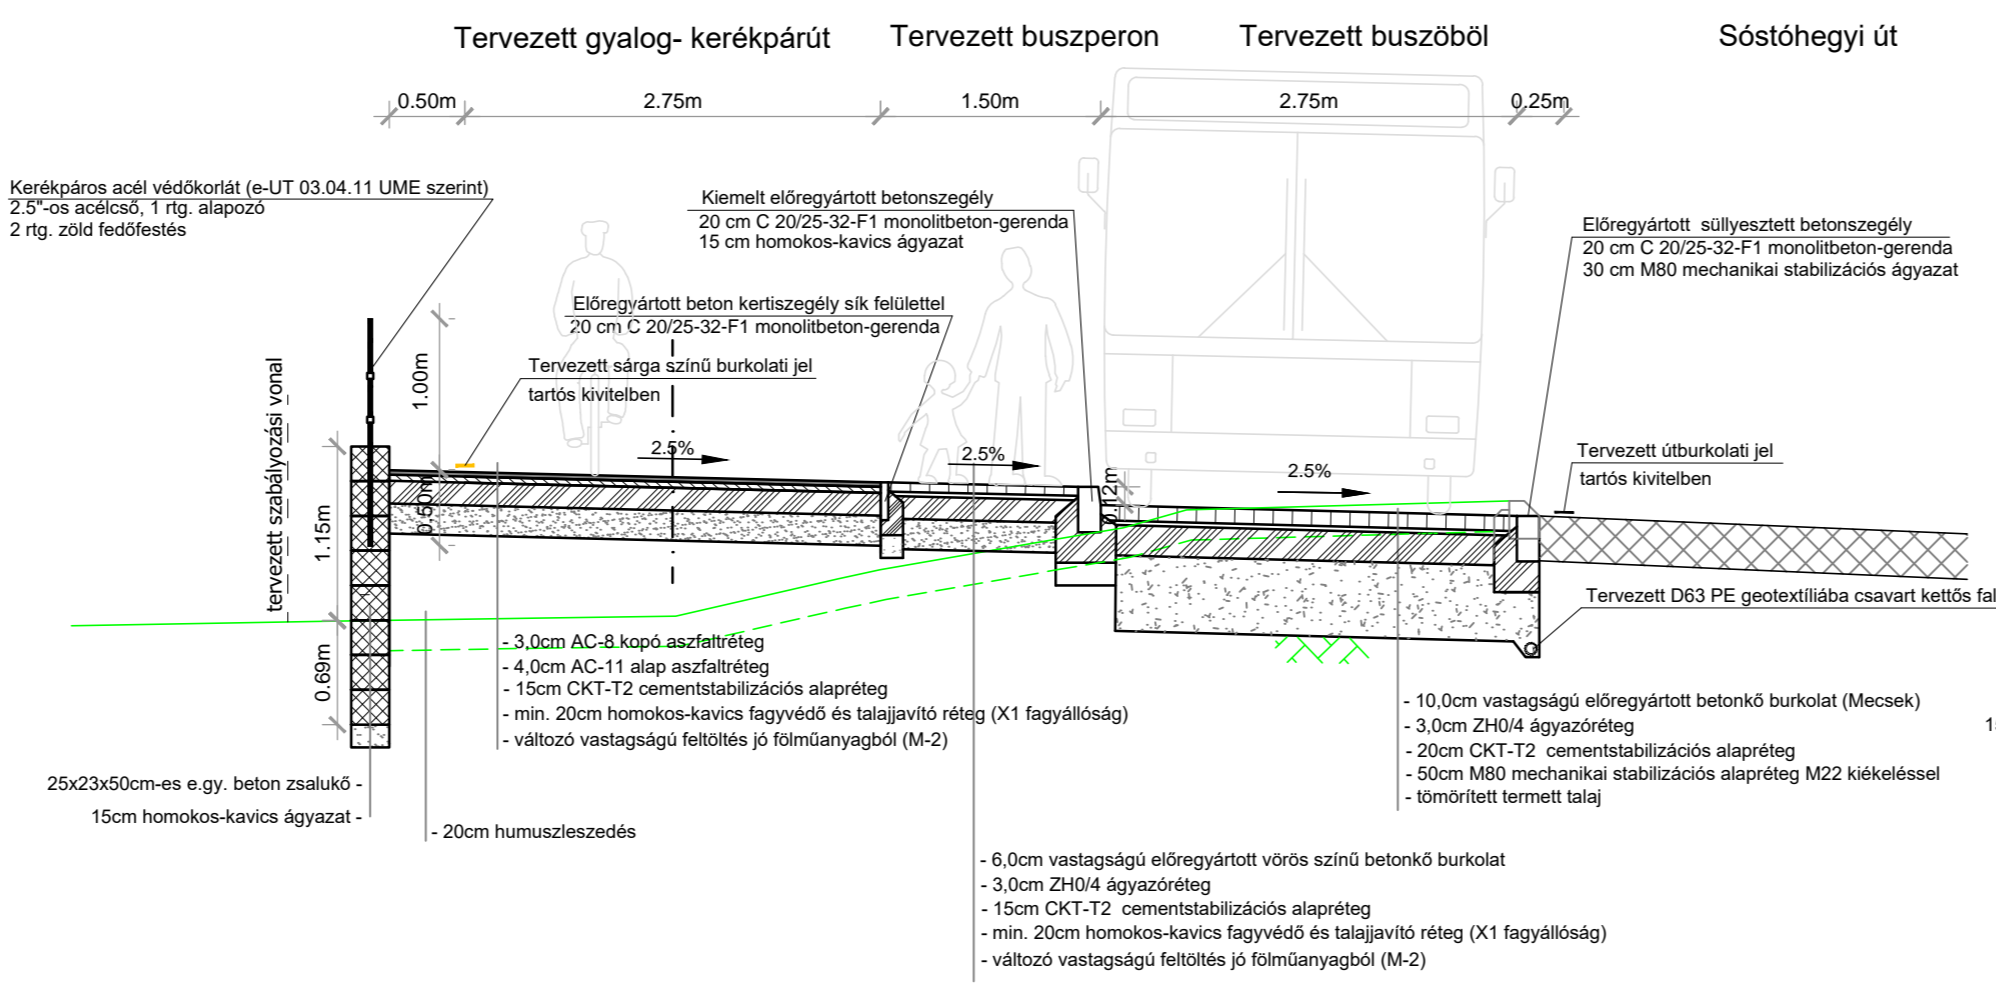 Tervezett gyalog- kerékpárút
Tervezett buszperon
Tervezett buszöböl
Sóstóhegyi út
0.50m
2.75m
1.50m
2.75m
0.25m
Kerékpáros acél védőkorlát (e-UT 03.04.11 UME szerint)
2.5"-os acélcső, 1 rtg. alapozó
2 rtg. zöld fedőfestés
Kiemelt előregyártott betonszegély
20 cm C 20/25-32-F1 monolitbeton-gerenda
15 cm homokos-kavics ágyazat
Előregyártott süllyesztett betonszegély
20 cm C 20/25-32-F1 monolitbeton-gerenda
30 cm M80 mechanikai stabilizációs ágyazat
Előregyártott beton kertiszegély sík felülettel
20 cm C 20/25-32-F1 monolitbeton-gerenda
Tervezett sárga színű burkolati jel
tartós kivitelben
tervezett szabályozási vonal
1.00m
1.15m
0.50m
0.69m
0.12m
2.5%
2.5%
2.5%
Tervezett útburkolati jel
tartós kivitelben
Tervezett D63 PE geotextíliába csavart kettős fal
- 3,0cm AC-8 kopó aszfaltréteg
- 4,0cm AC-11 alap aszfaltréteg
- 15cm CKT-T2 cementstabilizációs alapréteg
- min. 20cm homokos-kavics fagyvédő és talajjavító réteg (X1 fagyállóság)
- változó vastagságú feltöltés jó fölműanyagból (M-2)
- 10,0cm vastagságú előregyártott betonkő burkolat (Mecsek)
- 3,0cm ZH0/4 ágyazóréteg
- 20cm CKT-T2 cementstabilizációs alapréteg
- 50cm M80 mechanikai stabilizációs alapréteg M22 kiékeléssel
- tömörített termett talaj
25x23x50cm-es e.gy. beton zsalukő -
15cm homokos-kavics ágyazat -
- 20cm humuszleszedés
- 6,0cm vastagságú előregyártott vörös színű betonkő burkolat
- 3,0cm ZH0/4 ágyazóréteg
- 15cm CKT-T2 cementstabilizációs alapréteg
- min. 20cm homokos-kavics fagyvédő és talajjavító réteg (X1 fagyállóság)
- változó vastagságú feltöltés jó fölműanyagból (M-2)